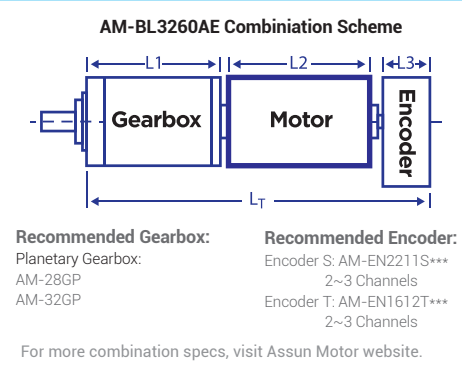 AM-BL3260AE Combiniation Scheme
L1 L2 L3
Gearbox Motor Encoder
LT
Recommended Gearbox:
Planetary Gearbox:
AM-28GP
AM-32GP
Recommended Encoder:
Encoder S: AM-EN2211S***
2~3 Channels
Encoder T: AM-EN1612T***
2~3 Channels
For more combination specs, visit Assun Motor website.